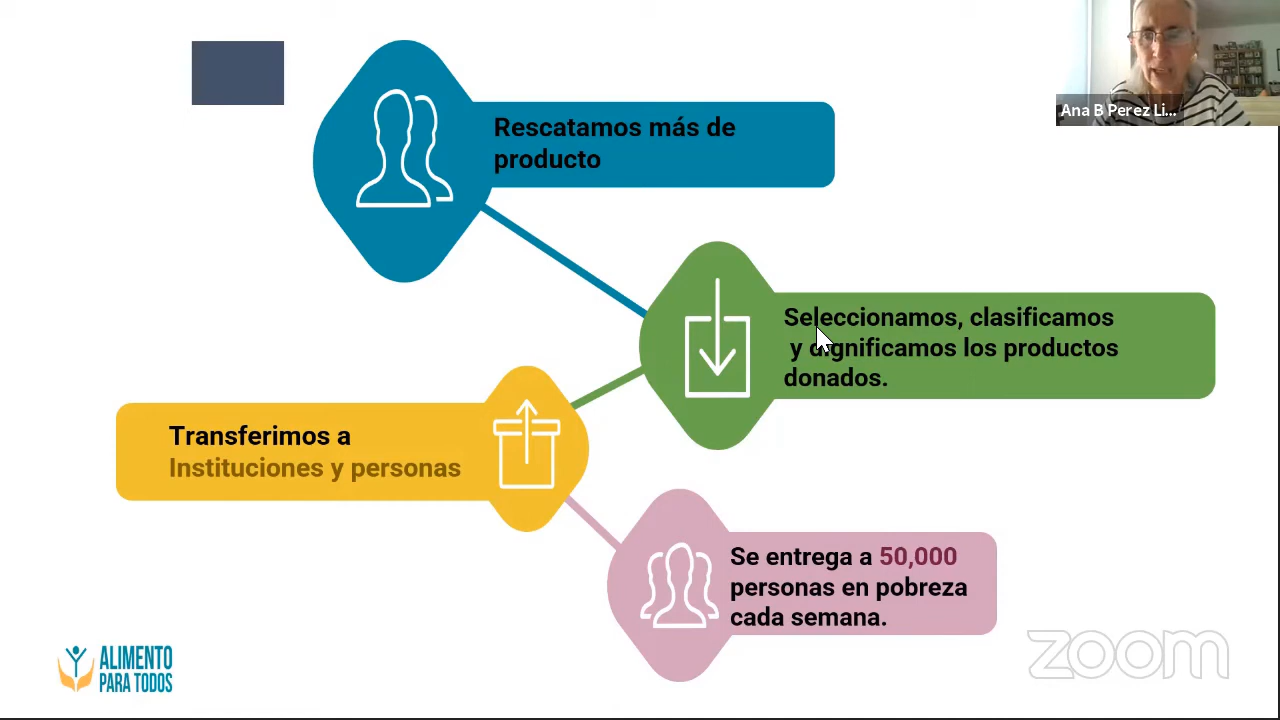 Ana B Perez Li...
Rescatamos más de
producto
Seleccionamos, clasificamos
y dignificamos los productos
donados.
Transferimos a
Instituciones y personas
Se entrega a 50,000
personas en pobreza
cada semana.
ALIMENTO
PARA TODOS
zoom